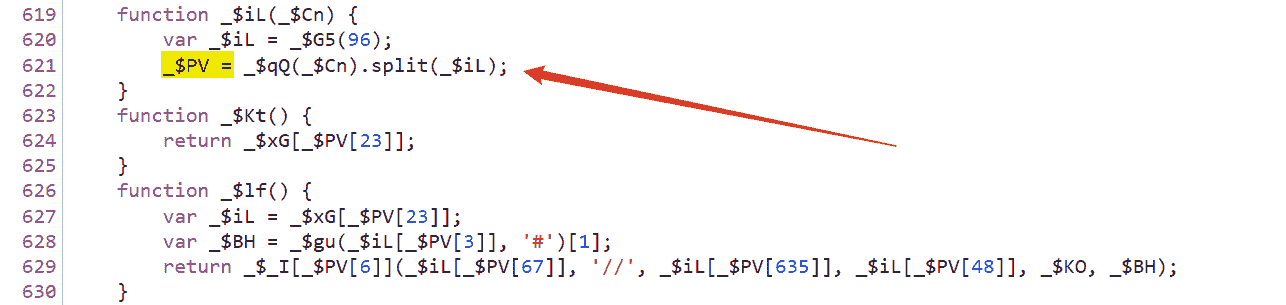 619 function _$iL(_$Cn) {
620 var _$iL = _$G5(96);
621 _$PV = _$qQ(_$Cn).split(_$iL);
622 }
623 function _$Kt() {
624 return _$xG[_$PV[23]];
625 }
626 function _$lf() {
627 var _$iL = _$xG[_$PV[23]];
628 var _$BH = _$gu(_$iL[_$PV[3]], '#')[1];
629 return _$_I[_$PV[6]](_$iL[_$PV[67]], '//', _$iL[_$PV[635]], _$iL[_$PV[48]], _$KO, _$BH);
630 }